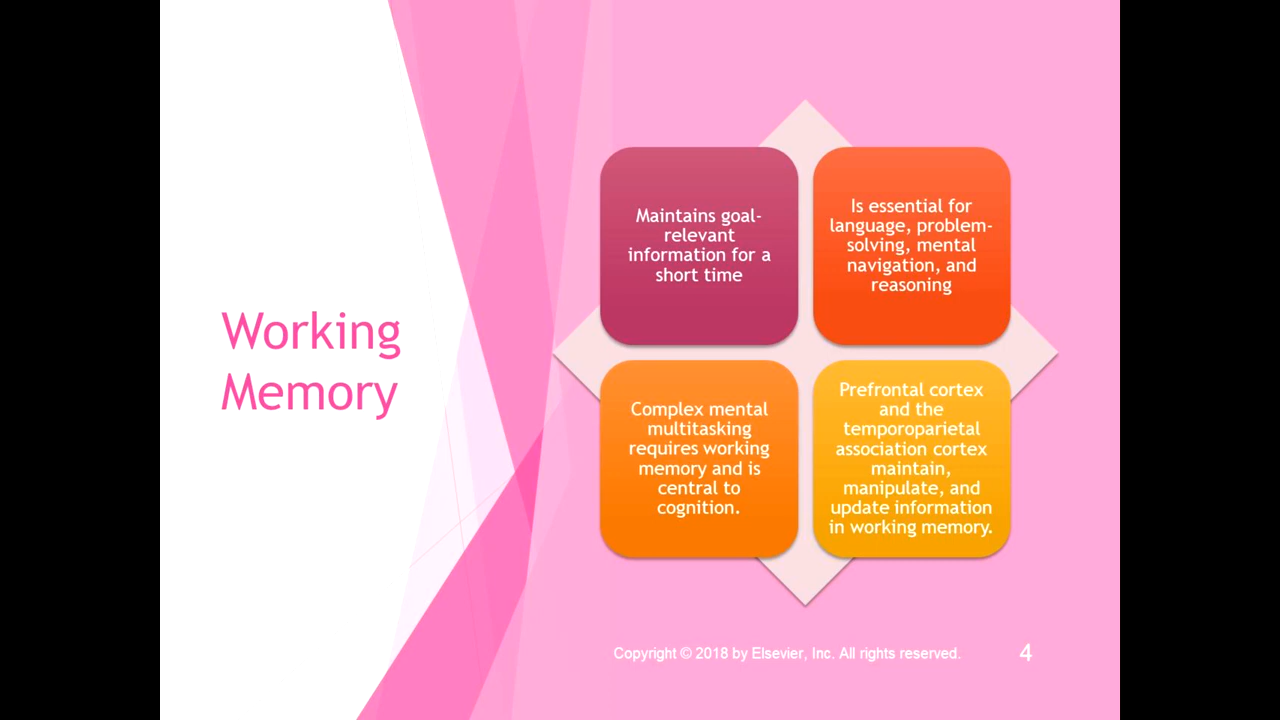 Working
Memory
Maintains goal-
relevant
information for a
short time
Is essential for
language, problem-
solving, mental
navigation, and
reasoning
Complex mental
multitasking
requires working
memory and is
central to
cognition.
Prefrontal cortex
and the
temporoparietal
association cortex
maintain,
manipulate, and
update information
in working memory.
Copyright © 2018 by Elsevier, Inc. All rights reserved.
4